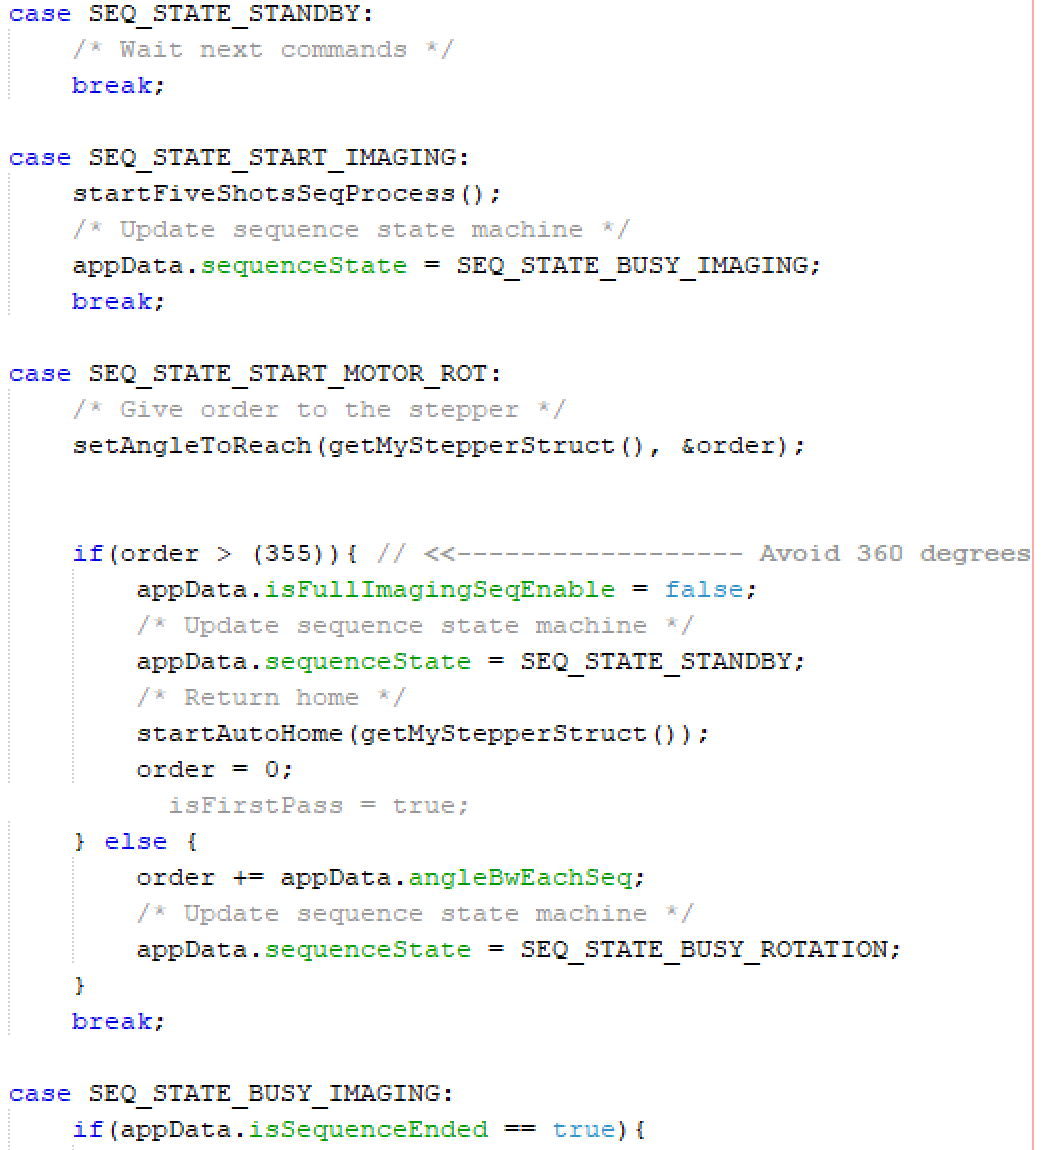 case SEQ_STATE_STANDBY:
/* Wait next commands */
break;
case SEQ_STATE_START_IMAGING:
startFiveShotsSeqProcess();
/* Update sequence state machine */
appData.sequenceState = SEQ_STATE_BUSY_IMAGING;
break;
case SEQ_STATE_START_MOTOR_ROT:
/* Give order to the stepper */
setAngleToReach(getMyStepperStruct(), &order);
if(order > (355)){ // <<------------------ Avoid 360 degrees
appData.isFullImagingSeqEnable = false;
/* Update sequence state machine */
appData.sequenceState = SEQ_STATE_STANDBY;
/* Return home */
startAutoHome(getMyStepperStruct());
order = 0;
isFirstPass = true;
} else {
order += appData.angleBwEachSeq;
/* Update sequence state machine */
appData.sequenceState = SEQ_STATE_BUSY_ROTATION;
}
break;
case SEQ_STATE_BUSY_IMAGING:
if(appData.isSequenceEnded == true){